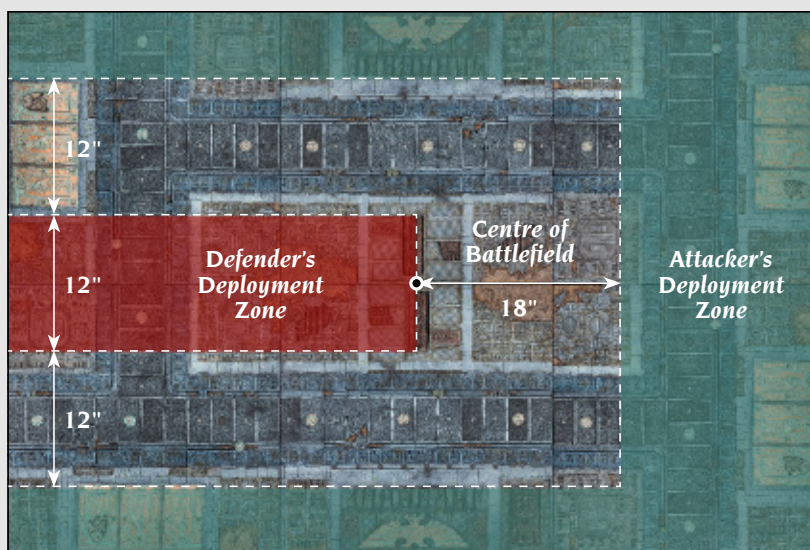 12"
Centre of
Battlefield
Defender's
Deployment
Zone
Attacker's
Deployment
Zone
12"
18"
12"